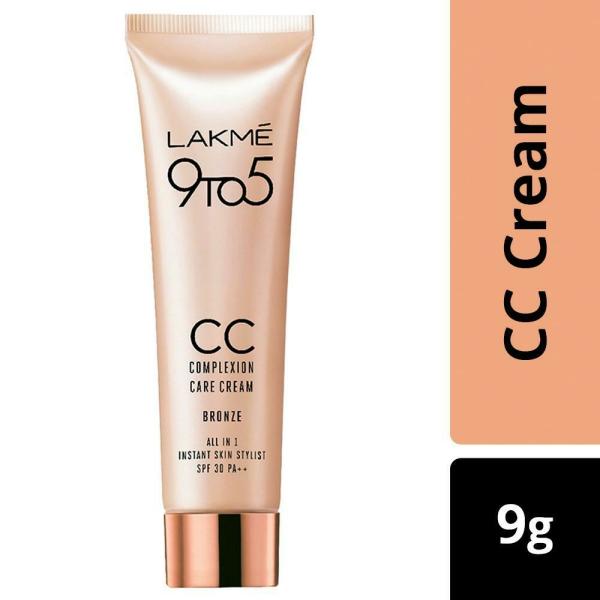 LAKMÉ
9TO5
CC
COMPLEXION
CARE CREAM
BRONZE
ALL IN 1
INSTANT SKIN STYLIST
SPF 30 PA++
CC Cream
9g